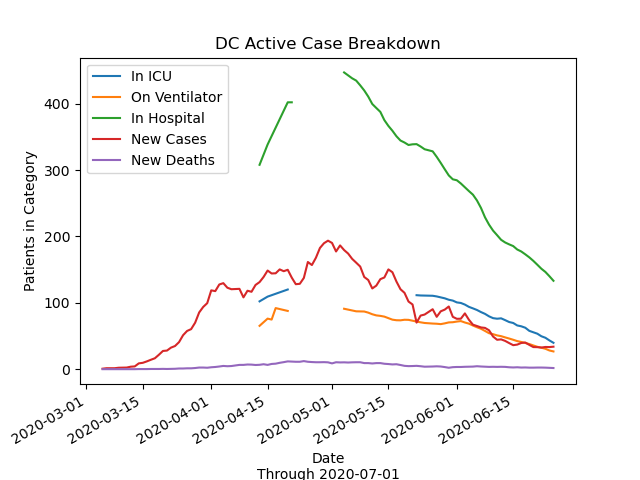 DC Active Case Breakdown
In ICU
On Ventilator
In Hospital
New Cases
New Deaths
Patients in Category
400
300
200
100
0
2020-03-01
2020-03-15
2020-04-01
2020-04-15
2020-05-01
2020-05-15
2020-06-01
2020-06-15
Date
Through 2020-07-01